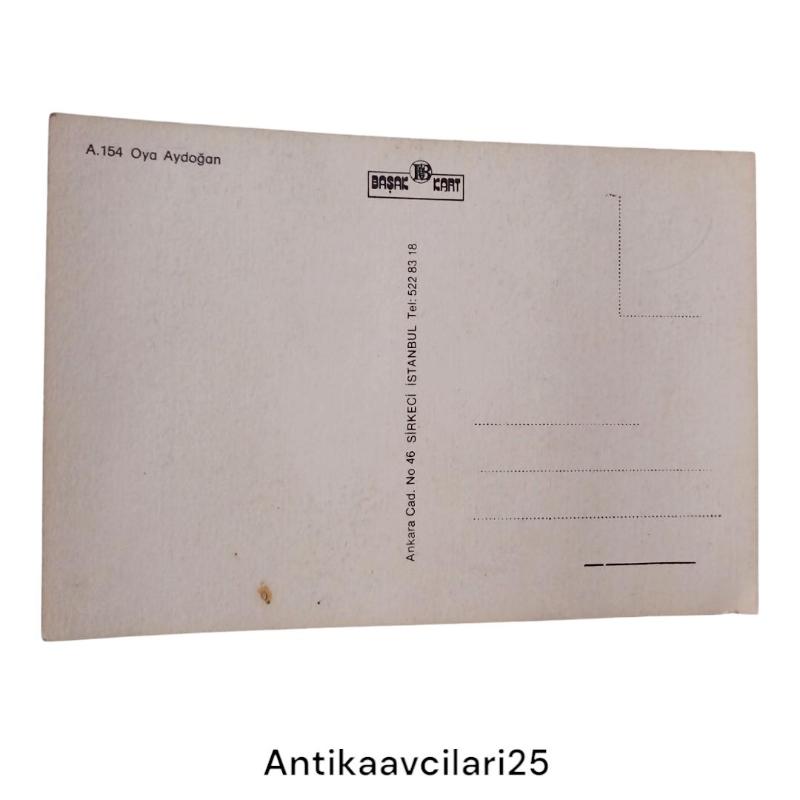 A.154 Oya Aydoğan
BAŞAK KART
Ankara Cad. No 46 SİRKECİ İSTANBUL Tel: 522 83 18
Antikaavcilari25